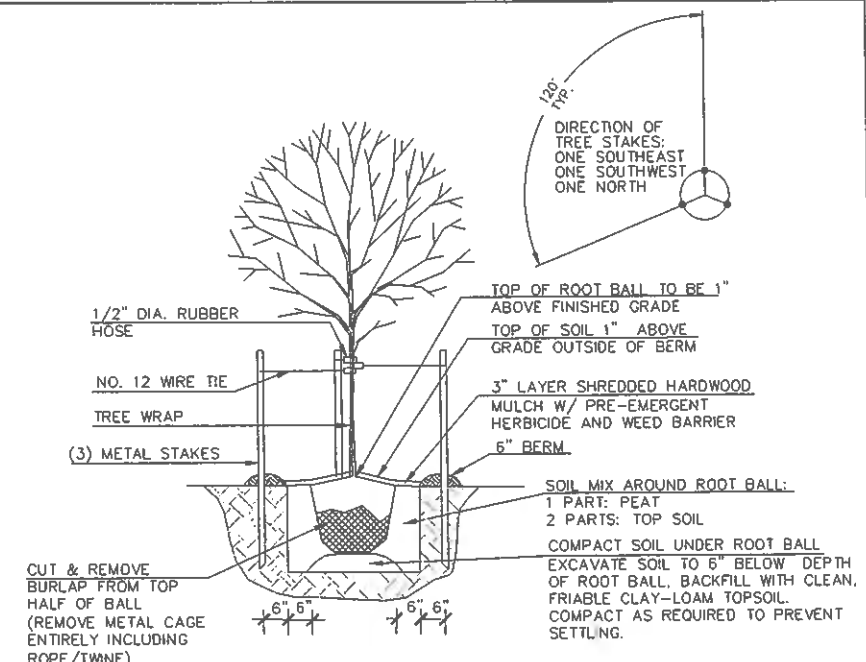 120°
TYP.
DIRECTION OF
TREE STAKES:
ONE SOUTHEAST
ONE SOUTHWEST
ONE NORTH
1/2" DIA. RUBBER
HOSE
NO. 12 WIRE TIE
TREE WRAP
(3) METAL STAKES
CUT & REMOVE
BURLAP FROM TOP
HALF OF BALL
(REMOVE METAL CAGE
ENTIRELY INCLUDING
ROPE/TWINE)
TOP OF ROOT BALL TO BE 1"
ABOVE FINISHED GRADE
TOP OF SOIL 1" ABOVE
GRADE OUTSIDE OF BERM
3" LAYER SHREDDED HARDWOOD
MULCH W/ PRE-EMERGENT
HERBICIDE AND WEED BARRIER
6" BERM
SOIL MIX AROUND ROOT BALL:
1 PART: PEAT
2 PARTS: TOP SOIL
COMPACT SOIL UNDER ROOT BALL
EXCAVATE SOIL TO 6" BELOW DEPTH
OF ROOT BALL, BACKFILL WITH CLEAN,
FRIABLE CLAY-LOAM TOPSOIL.
COMPACT AS REQUIRED TO PREVENT
SETTLING.
6" 6" 6" 6"